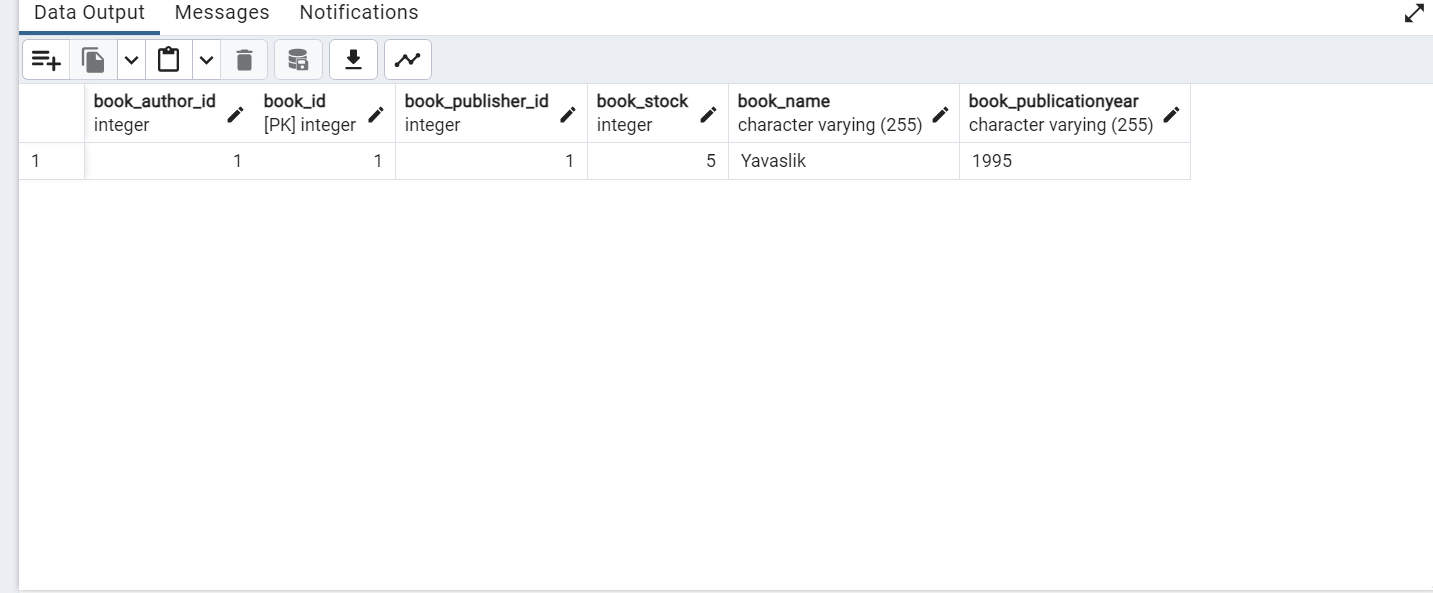 Data Output Messages Notifications
book_author_id book_id book_publisher_id book_stock book_name book_publicationyear
integer [PK] integer integer integer character varying (255) character varying (255)
1 1 1 1 5 Yavaslik 1995